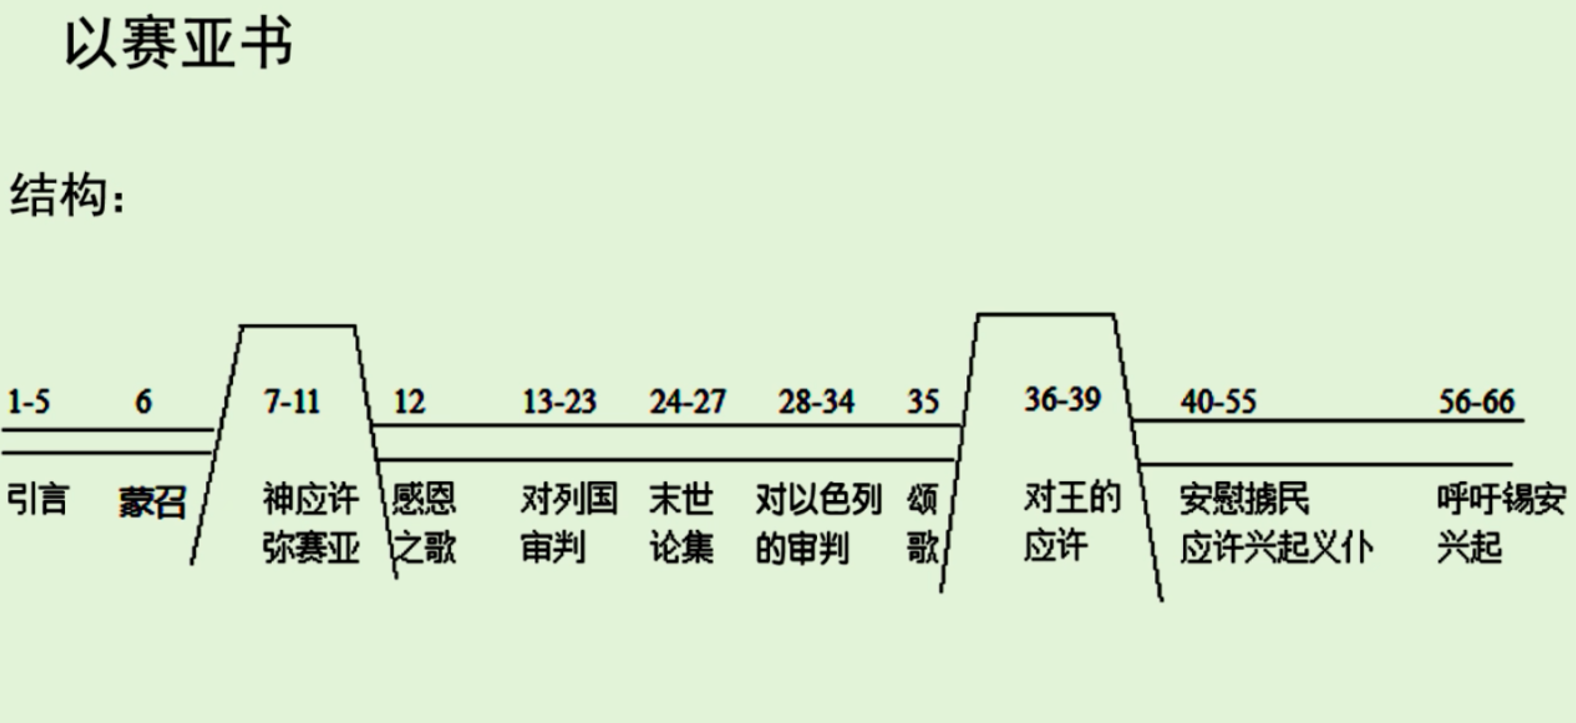 以赛亚书
结构：
1-5 6 7-11 12 13-23 24-27 28-34 35 36-39 40-55 56-66
引言 蒙召 神应许 感恩 对列国 末世 对以色列 颂 对王的 安慰掳民 呼吁锡安
弥赛亚 之歌 审判 论集 的审判 歌 应许 应许兴起义仆 兴起